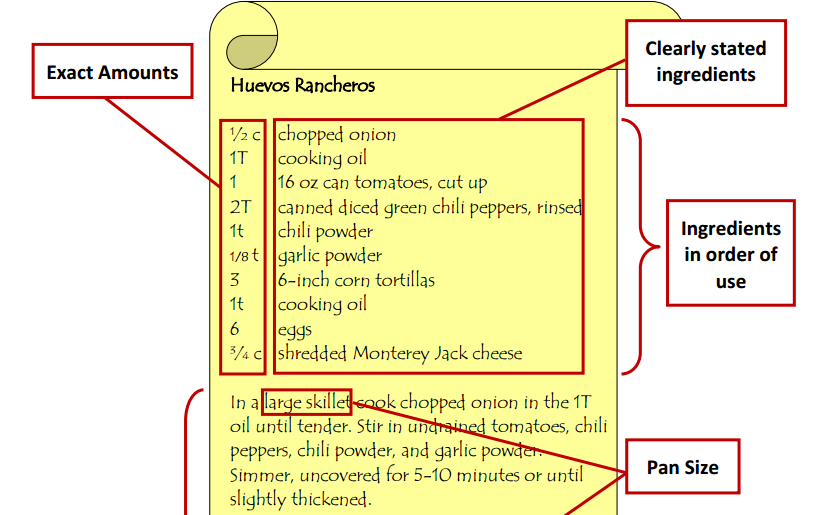 Exact Amounts
Clearly stated
ingredients
Huevos Rancheros
½ c chopped onion
1T cooking oil
1 16 oz can tomatoes, cut up
2T canned diced green chili peppers, rinsed
1t chili powder
1/8 t garlic powder
3 6-inch corn tortillas
1t cooking oil
6 eggs
¾ c shredded Monterey Jack cheese
Ingredients
in order of
use
In a large skillet cook chopped onion in the 1T
oil until tender. Stir in undrained tomatoes, chili
peppers, chili powder, and garlic powder.
Simmer, uncovered for 5-10 minutes or until
slightly thickened.
Pan Size